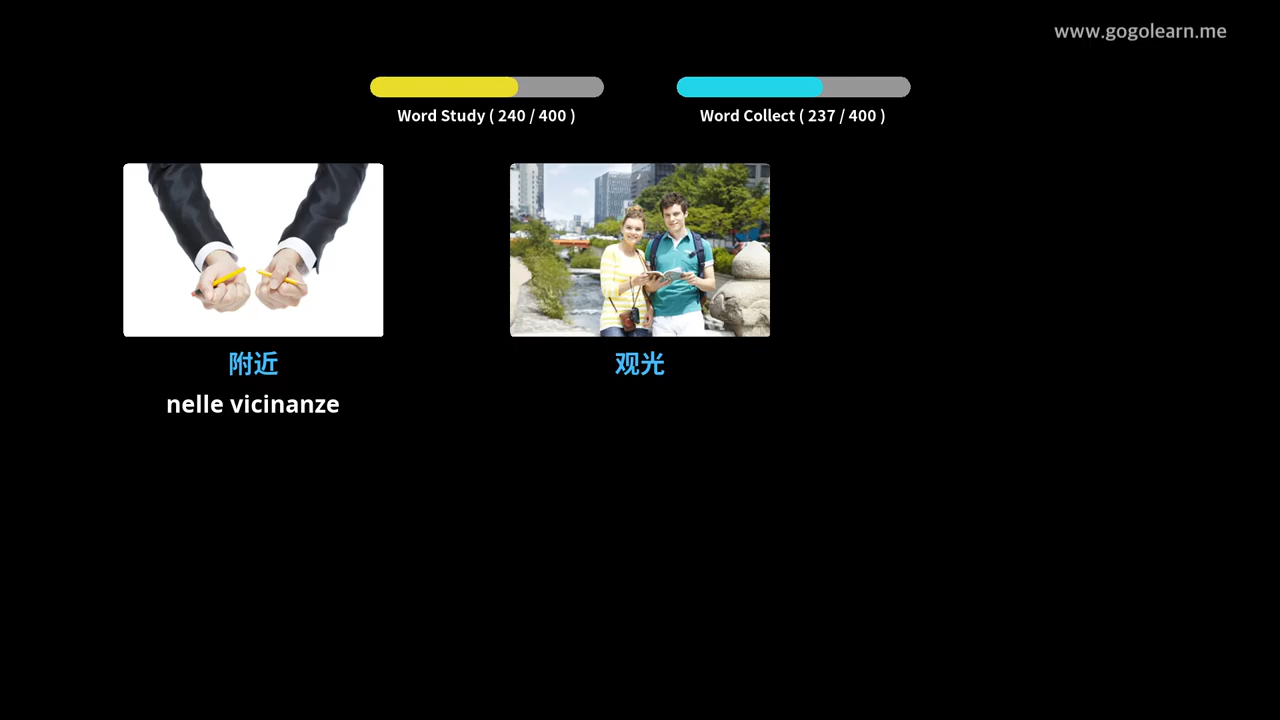 www.gogolearn.me
Word Study ( 240 / 400 )
Word Collect ( 237 / 400 )
附近
观光
nelle vicinanze